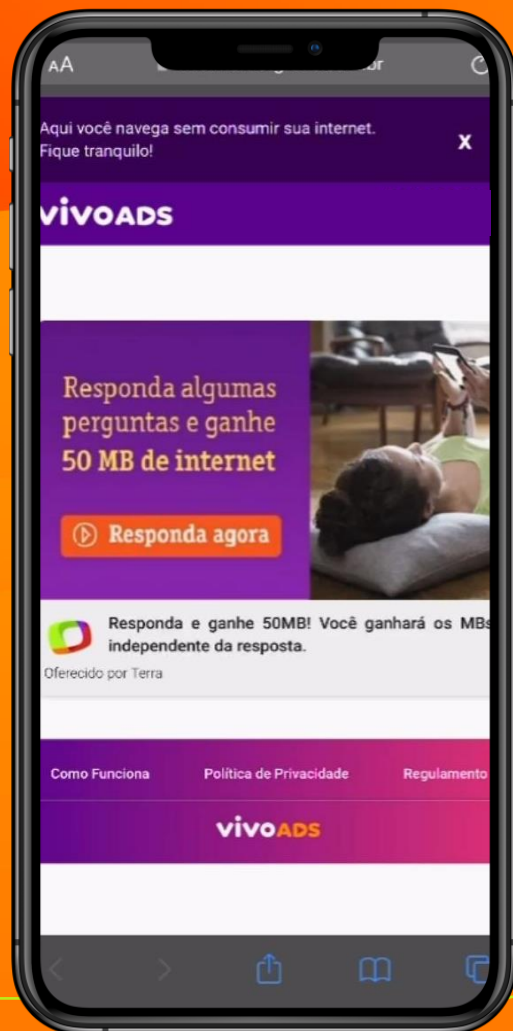 AA
Aqui você navega sem consumir sua internet.
Fique tranquilo!
X
vivoADS
Responda algumas
perguntas e ganhe
50 MB de internet
Responda agora
Responda e ganhe 50MB! Você ganhará os MBs
independente da resposta.
Oferecido por Terra
Como Funciona Política de Privacidade Regulamento
vivoADS